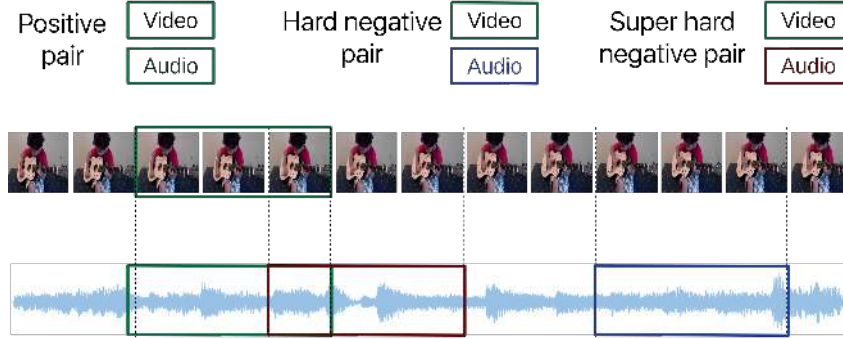 Positive
pair
Video
Audio
Hard negative
pair
Video
Audio
Super hard
negative pair
Video
Audio